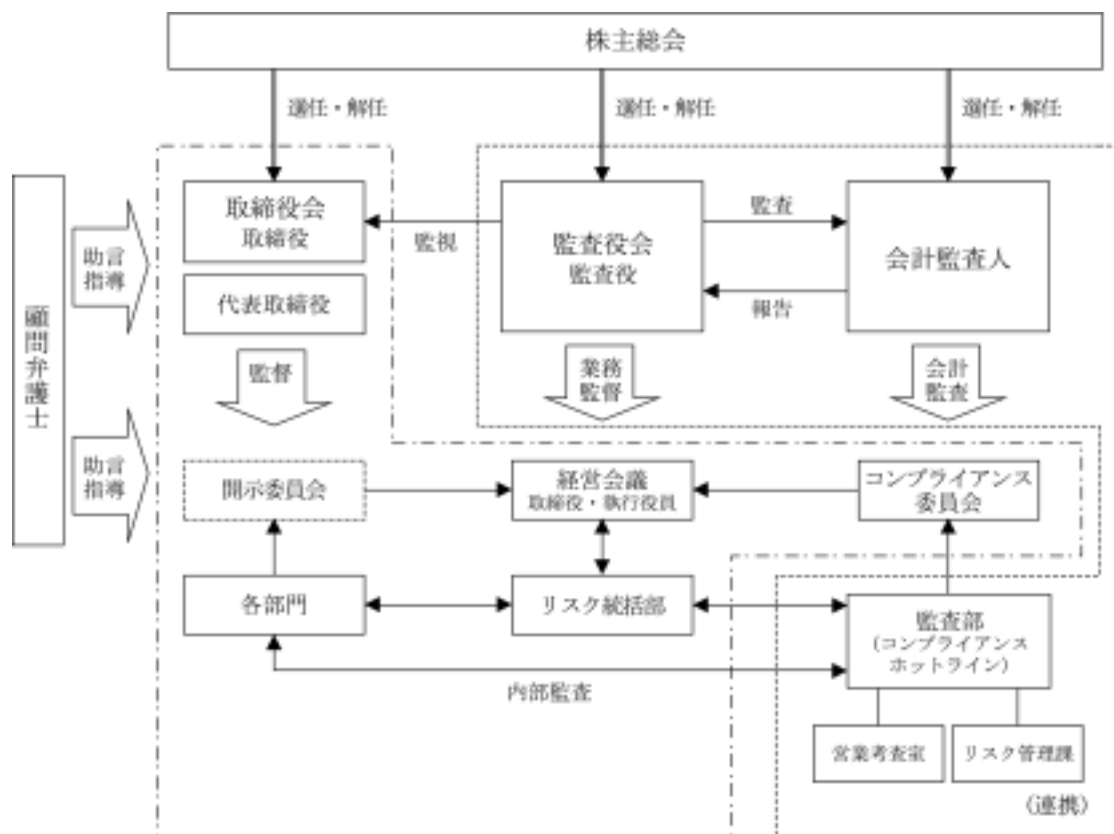 株主総会
選任・解任
選任・解任
選任・解任
顧問弁護士
助言
指導
取締役会
取締役
代表取締役
監視
監査役会
監査役
監査
報告
会計監査人
監督
業務
監督
会計
監査
助言
指導
開示委員会
経営会議
取締役・執行役員
コンプライアンス
委員会
各部門
リスク統括部
監査部
(コンプライアンス
ホットライン)
内部監査
営業考査室
リスク管理課
(連携)